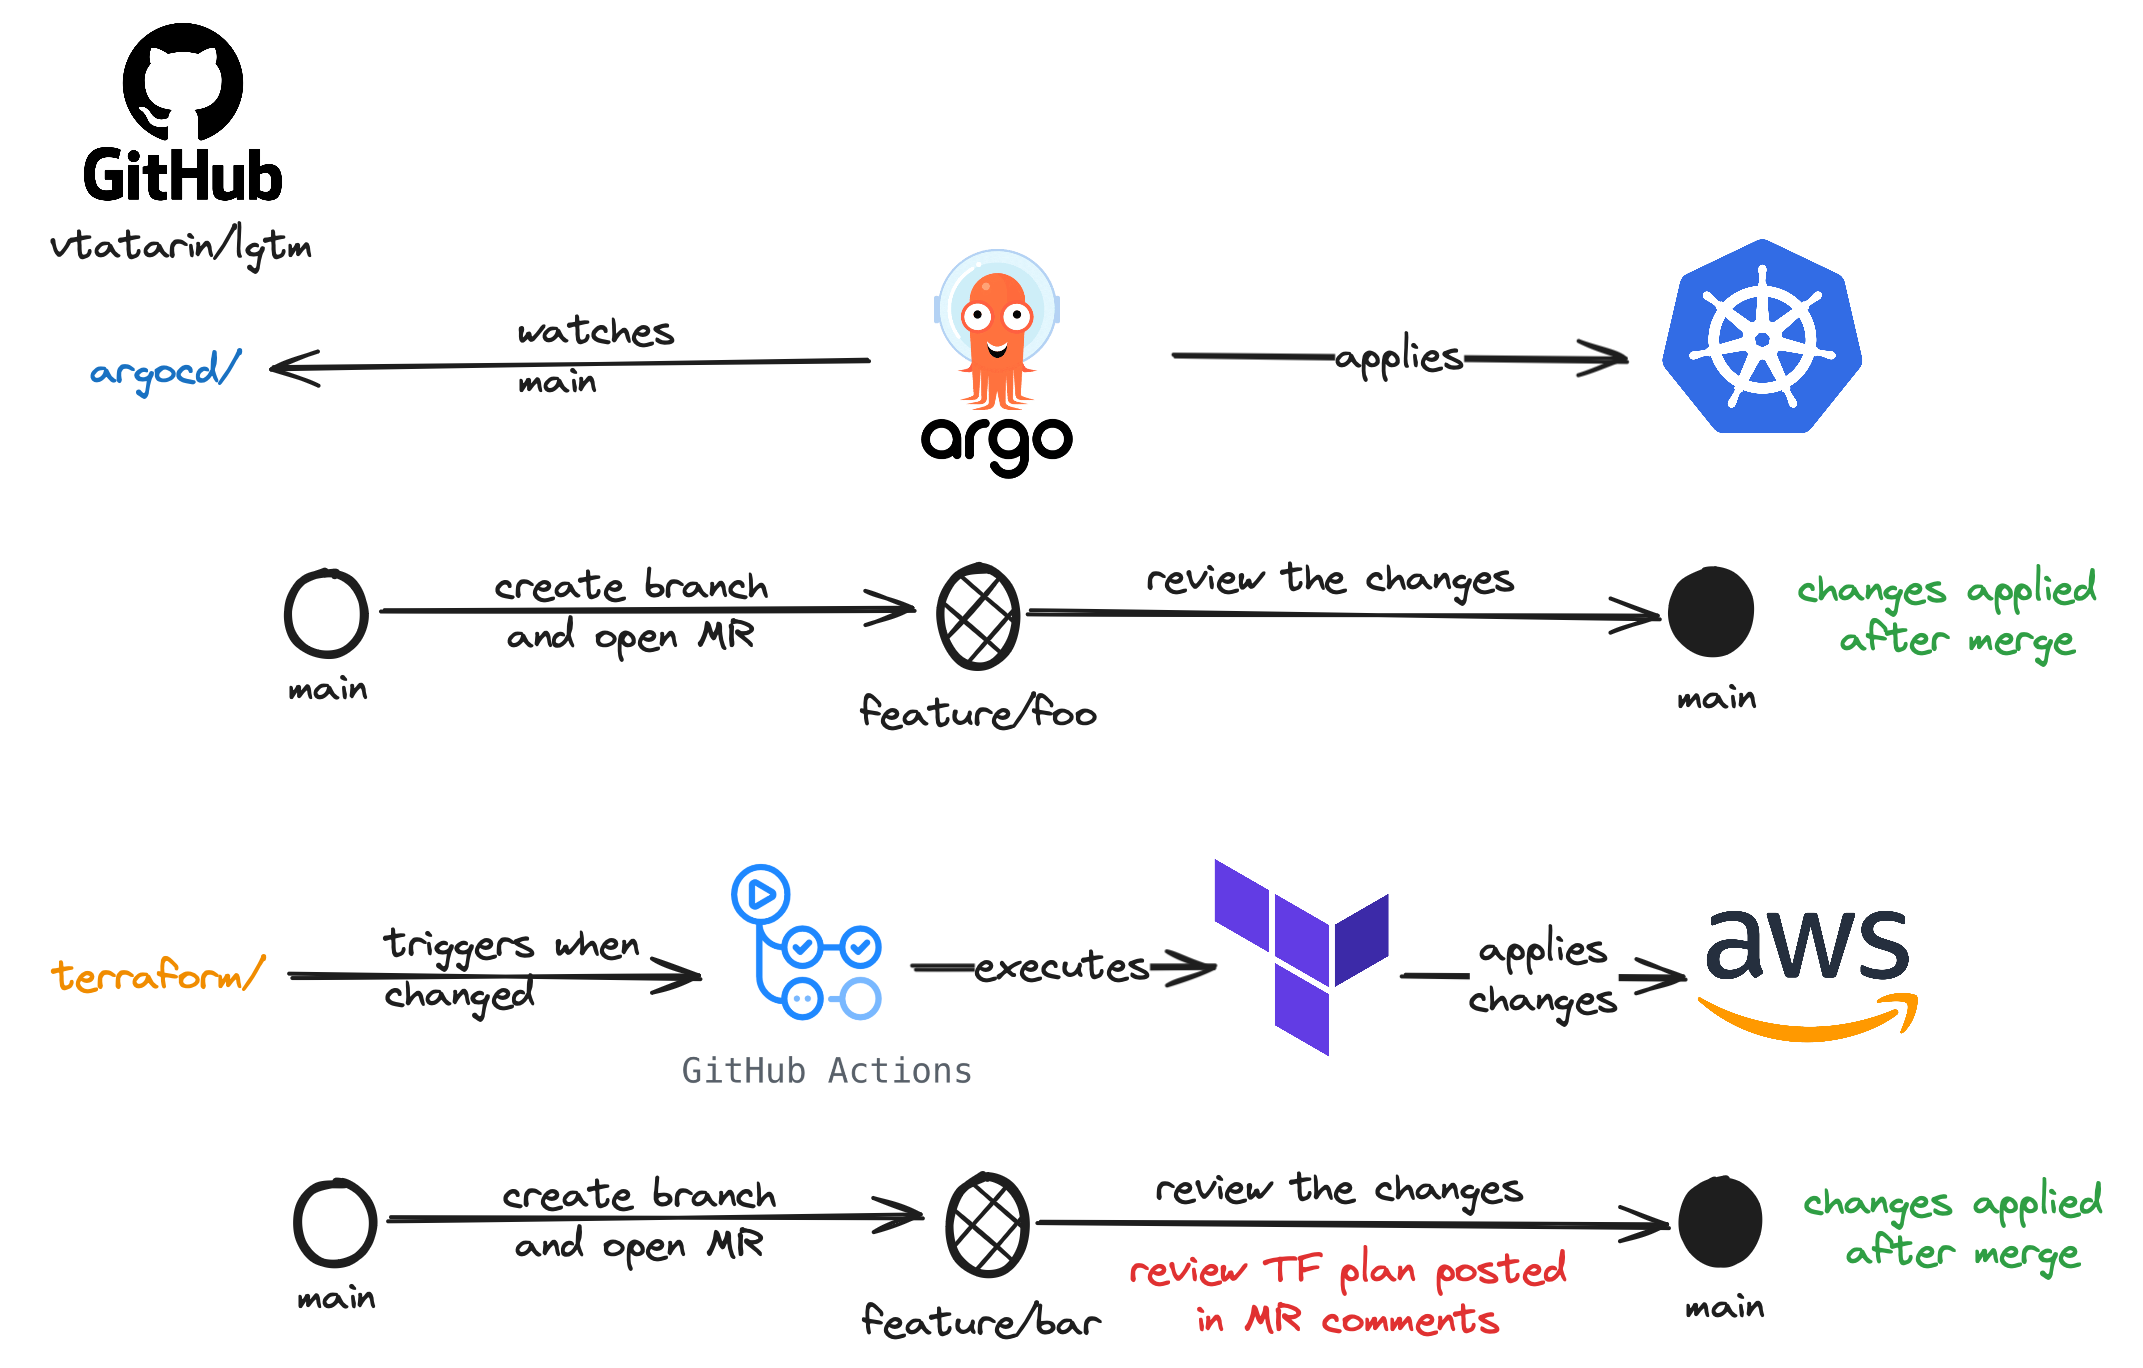 GitHub
vtatarin/lgtm
argocd/
watches
main
argo
applies
create branch
and open MR
review the changes
changes applied
after merge
main
feature/foo
main
terraform/
triggers when
changed
GitHub Actions
executes
applies
changes
aws
create branch
and open MR
review the changes
review TF plan posted
in MR comments
changes applied
after merge
main
feature/bar
main